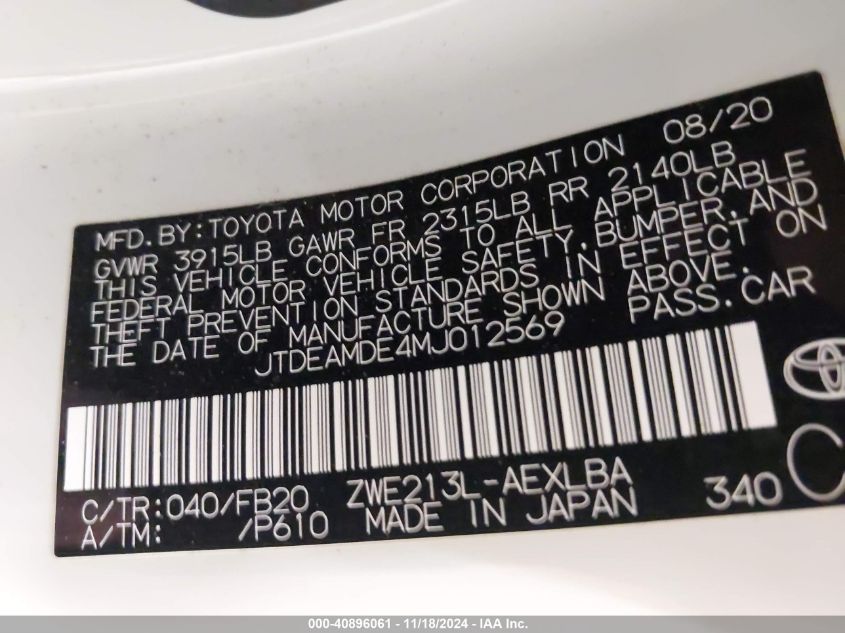 MFD.BY:TOYOTA MOTOR CORPORATION 08/20
GVWR 3915LB GAWR FR 2315LB RR 2140LB
THIS VEHICLE CONFORMS TO ALL APPLICABLE
FEDERAL MOTOR VEHICLE SAFETY,BUMPER,AND
THEFT PREVENTION STANDARDS IN EFFECT ON
THE DATE OF MANUFACTURE SHOWN ABOVE.
JTDEAMDE4MJ012569 PASS.CAR
C/TR:040/FB20 ZWE213L-AEXLBA
A/TM: /P610 MADE IN JAPAN 340 C
000-40896061 - 11/18/2024 - IAA Inc.